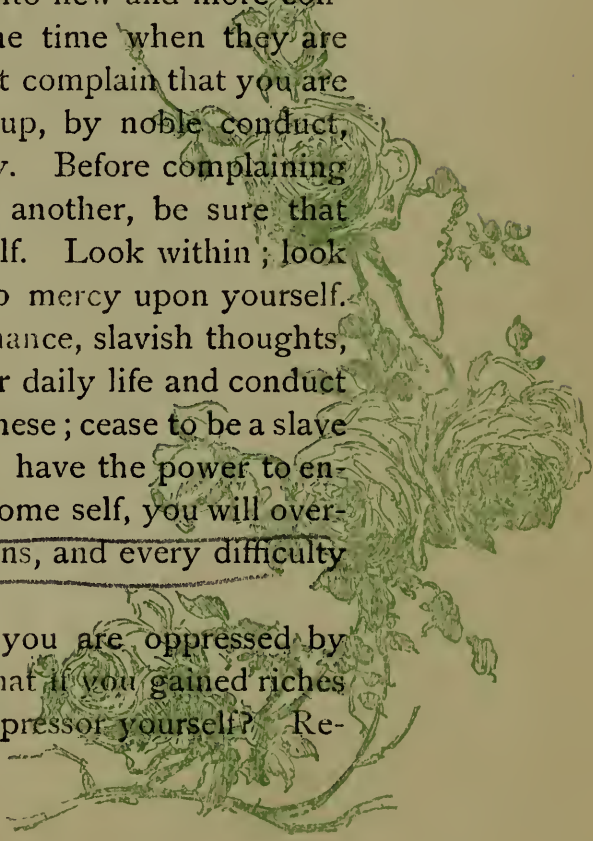 into new and more con-
he time when they are
t complain that you are
up, by noble conduct,
y. Before complaining
another, be sure that
lf. Look within ; look
o mercy upon yourself.
nance, slavish thoughts,
r daily life and conduct
hese ; cease to be a slave
have the power to en-
ome self, you will over-
ns, and every difficulty
you are oppressed by
hat if you gained riches
pressor yourself? Re-